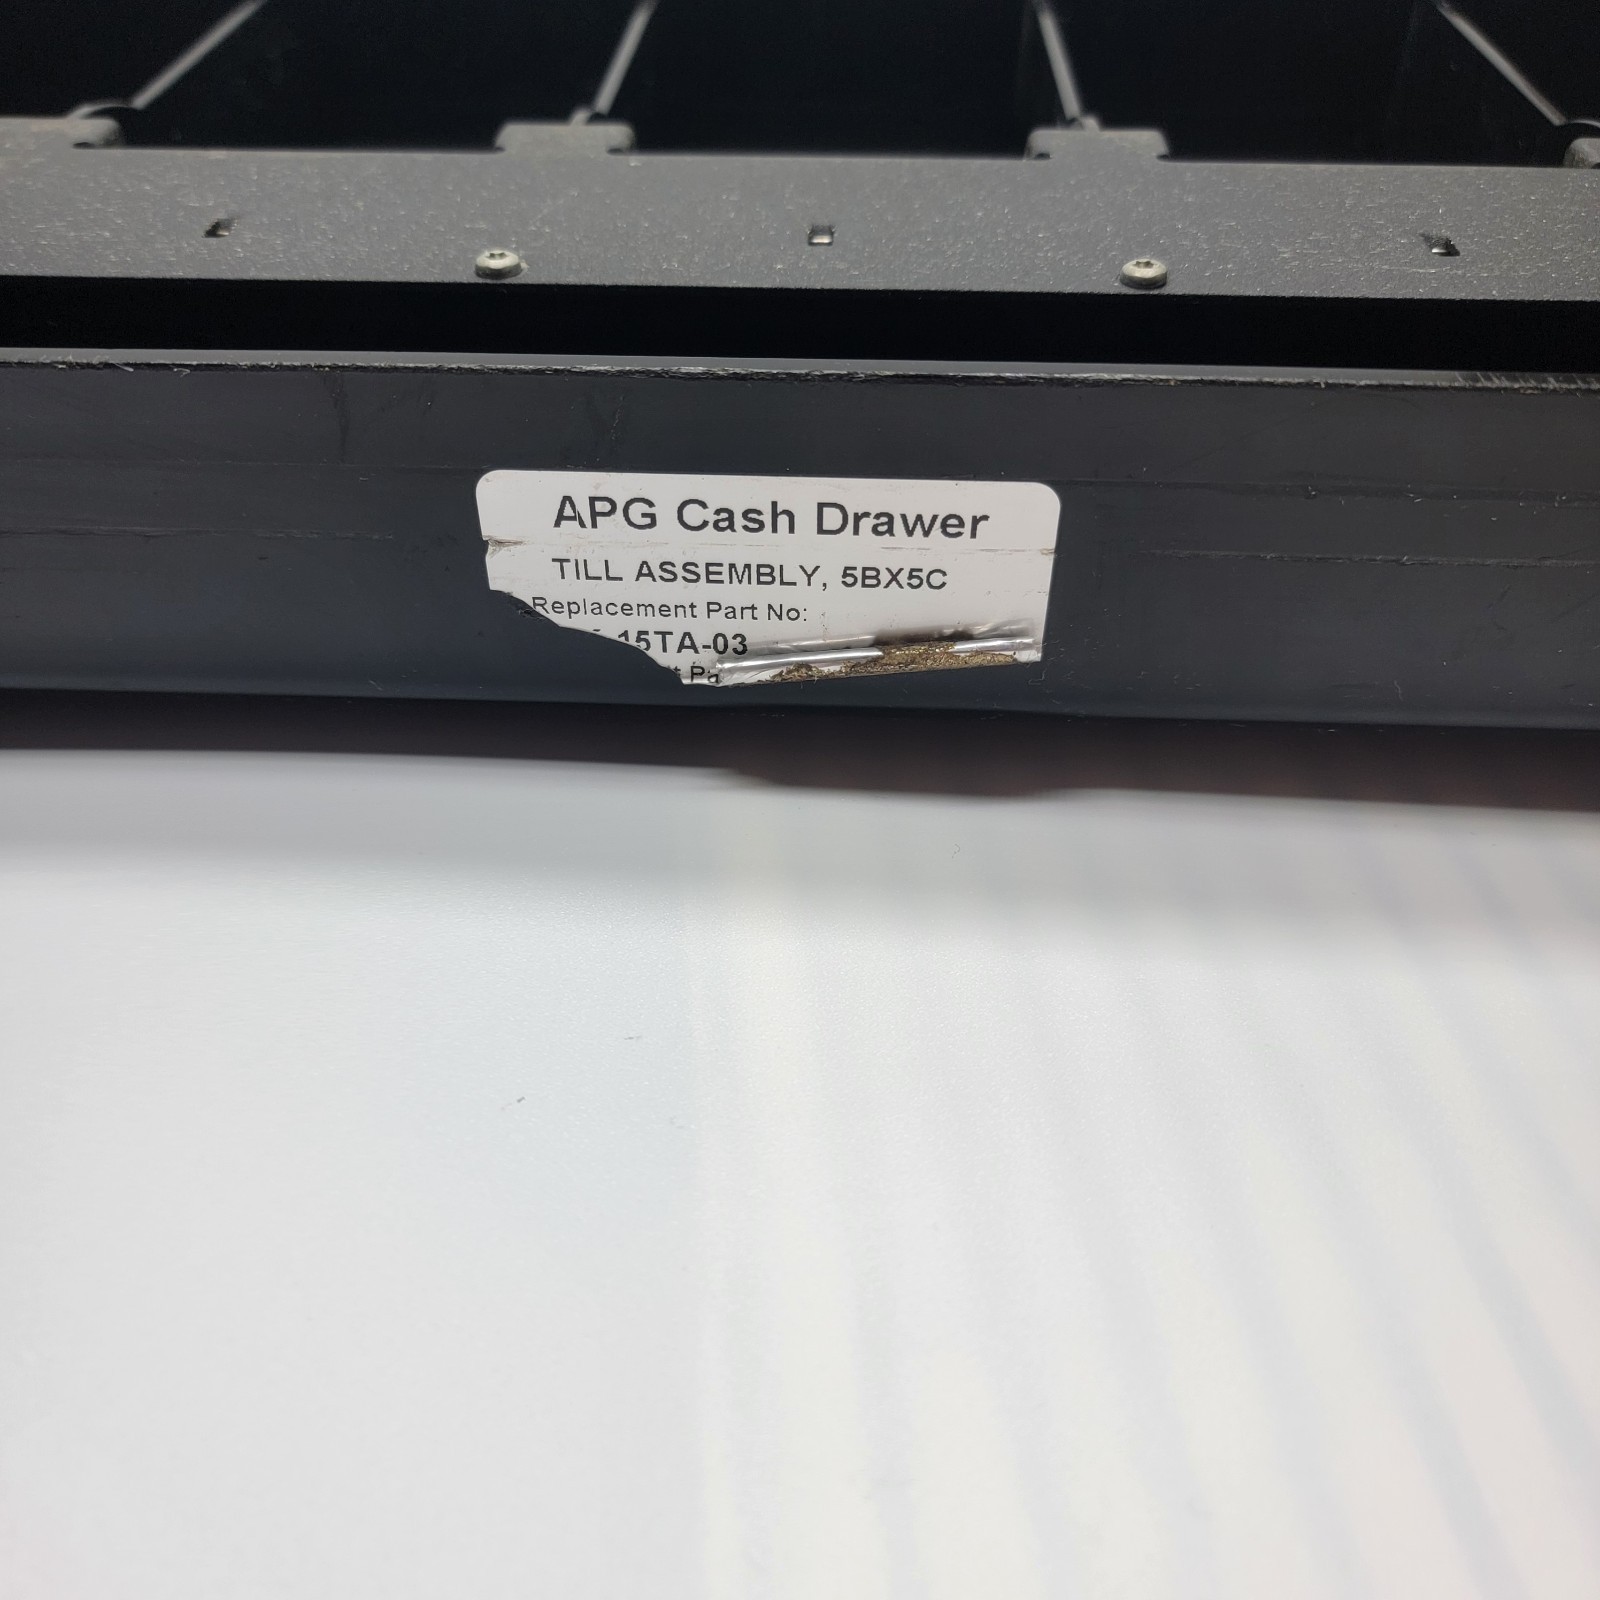 APG Cash Drawer
TILL ASSEMBLY, 5BX5C
Replacement Part No:
15TA-03